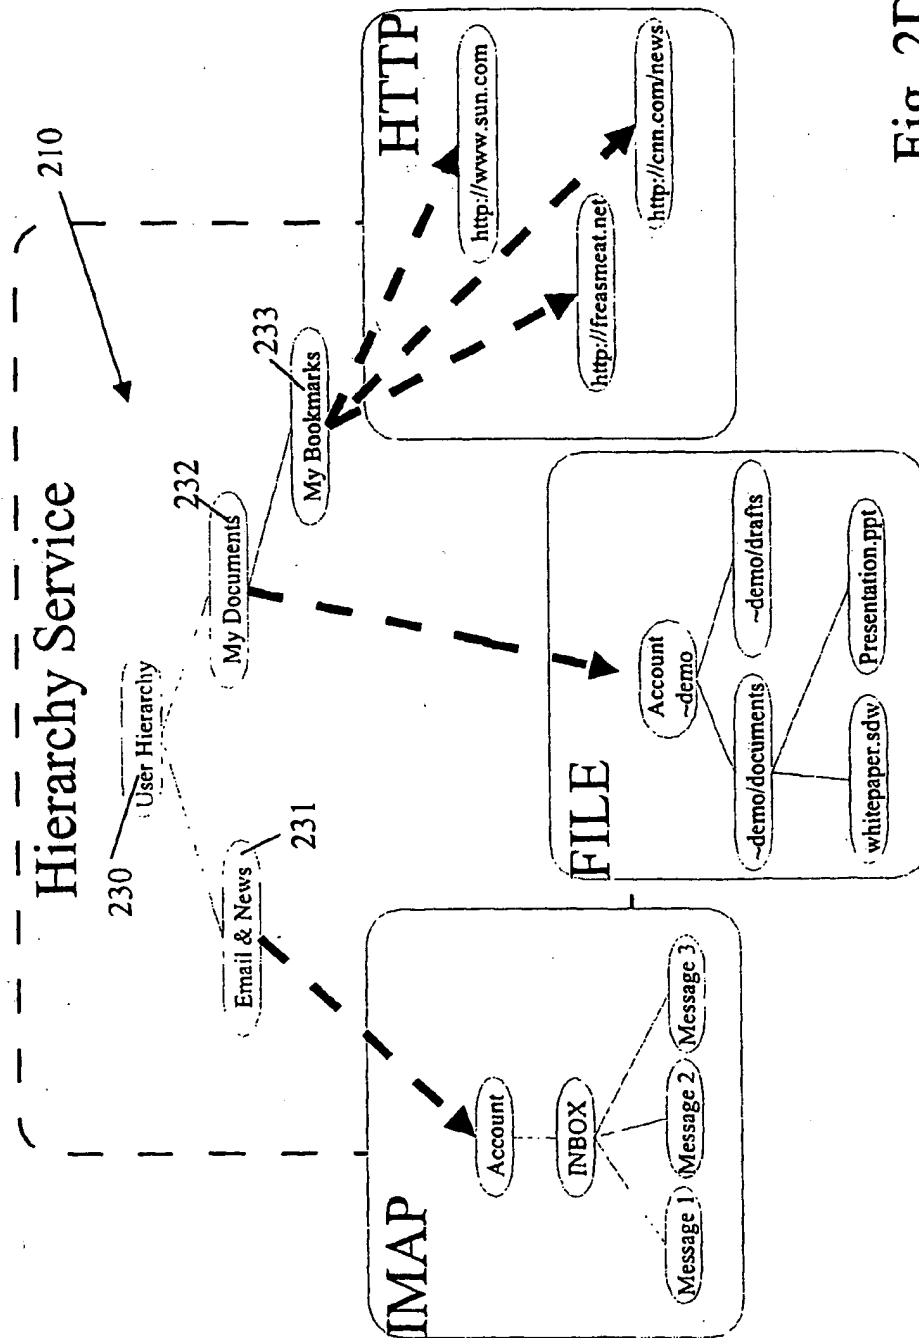 Hierarchy Service
210
230
User Hierarchy
Email & News
231
My Documents
232
My Bookmarks
233
IMAP
Account
INBOX
Message 1
Message 2
Message 3
FILE
Account
~demo
~demo/documents
~demo/drafts
whitepaper.sdw
Presentation.ppt
HTTP
http://www.sun.com
http://freasmeat.net
http://cnn.com/news
Fig. 2D